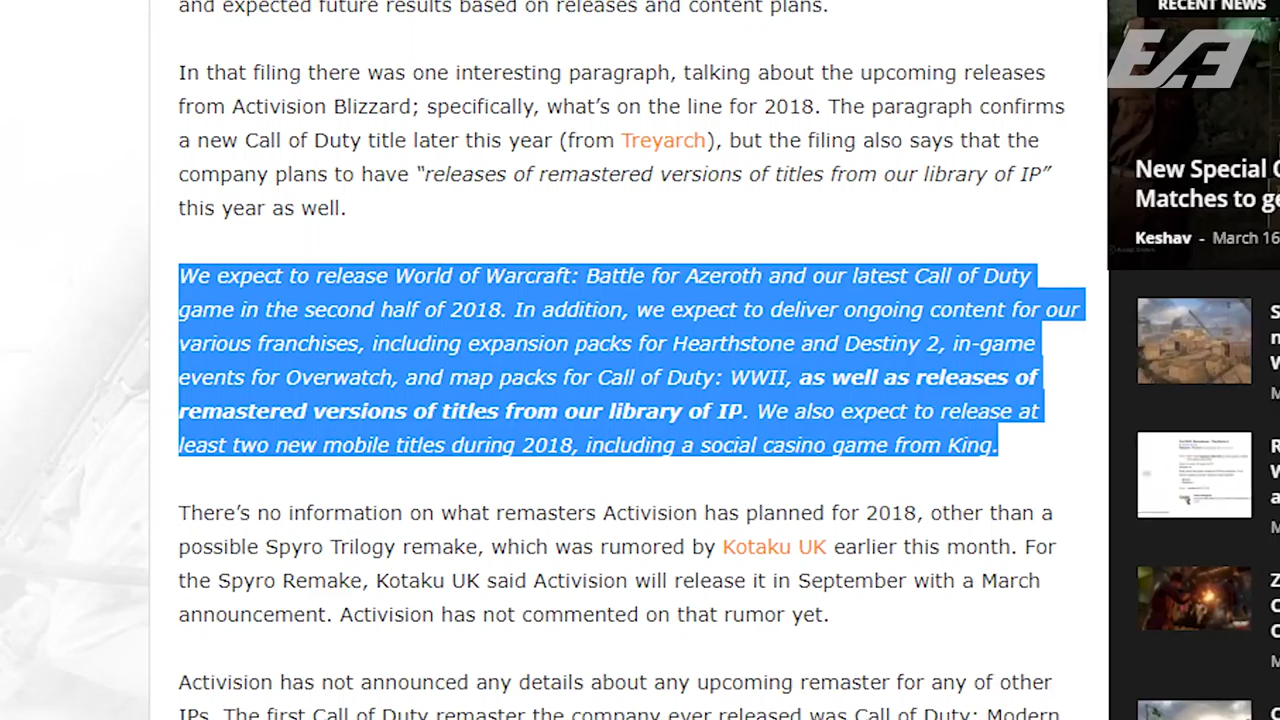 and expected future results based on releases and content plans.
In that filing there was one interesting paragraph, talking about the upcoming releases
from Activision Blizzard; specifically, what’s on the line for 2018. The paragraph confirms
a new Call of Duty title later this year (from Treyarch), but the filing also says that the
company plans to have “releases of remastered versions of titles from our library of IP”
this year as well.
We expect to release World of Warcraft: Battle for Azeroth and our latest Call of Duty
game in the second half of 2018. In addition, we expect to deliver ongoing content for our
various franchises, including expansion packs for Hearthstone and Destiny 2, in-game
events for Overwatch, and map packs for Call of Duty: WWII, as well as releases of
remastered versions of titles from our library of IP. We also expect to release at
least two new mobile titles during 2018, including a social casino game from King.
There’s no information on what remasters Activision has planned for 2018, other than a
possible Spyro Trilogy remake, which was rumored by Kotaku UK earlier this month. For
the Spyro Remake, Kotaku UK said Activision will release it in September with a March
announcement. Activision has not commented on that rumor yet.
Activision has not announced any details about any upcoming remaster for any of other
IPs. The first Call of Duty remaster the company ever released was Call of Duty: Modern
RECENT NEWS
New Special
Matches to
Keshav - March 16